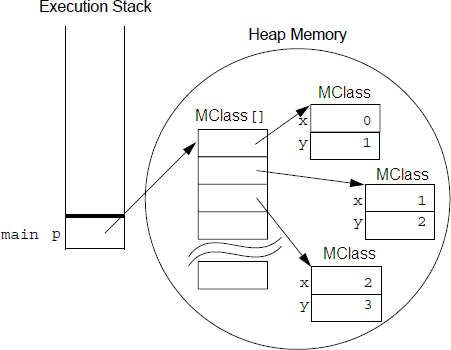 Execution Stack
Heap Memory
MClass
MClass []
x 0
y 1
MClass
x 1
y 2
main p
MClass
x 2
y 3